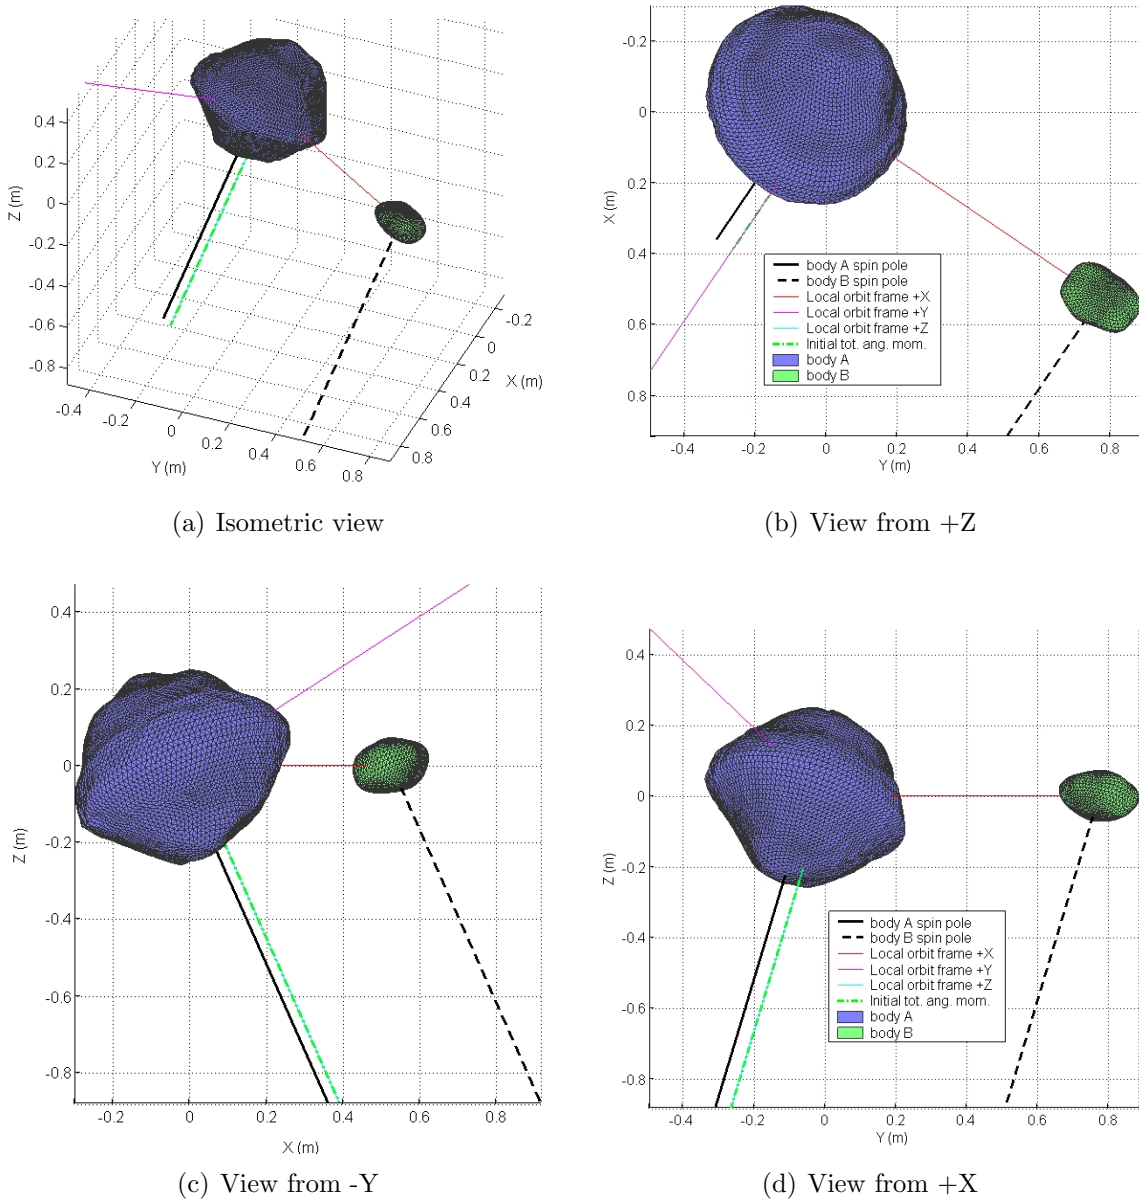 0.4
0.2
0
-0.2
-0.4
-0.6
-0.8
Z (m)
-0.4
-0.2
0
0.2
0.4
0.6
0.8
Y (m)
-0.2
0
0.2
0.4
0.6
0.8
X (m)
(a) Isometric view
-0.2
0
0.2
0.4
0.6
0.8
X (m)
body A spin pole
body B spin pole
Local orbit frame +X
Local orbit frame +Y
Local orbit frame +Z
Initial tot. ang. mom.
body A
body B
-0.4
-0.2
0
0.2
0.4
0.6
0.8
Y (m)
(b) View from +Z
0.4
0.2
0
-0.2
-0.4
-0.6
-0.8
Z (m)
-0.2
0
0.2
0.4
0.6
0.8
X (m)
(c) View from -Y
0.4
0.2
0
-0.2
-0.4
-0.6
-0.8
Z (m)
body A spin pole
body B spin pole
Local orbit frame +X
Local orbit frame +Y
Local orbit frame +Z
Initial tot. ang. mom.
body A
body B
-0.4
-0.2
0
0.2
0.4
0.6
0.8
Y (m)
(d) View from +X